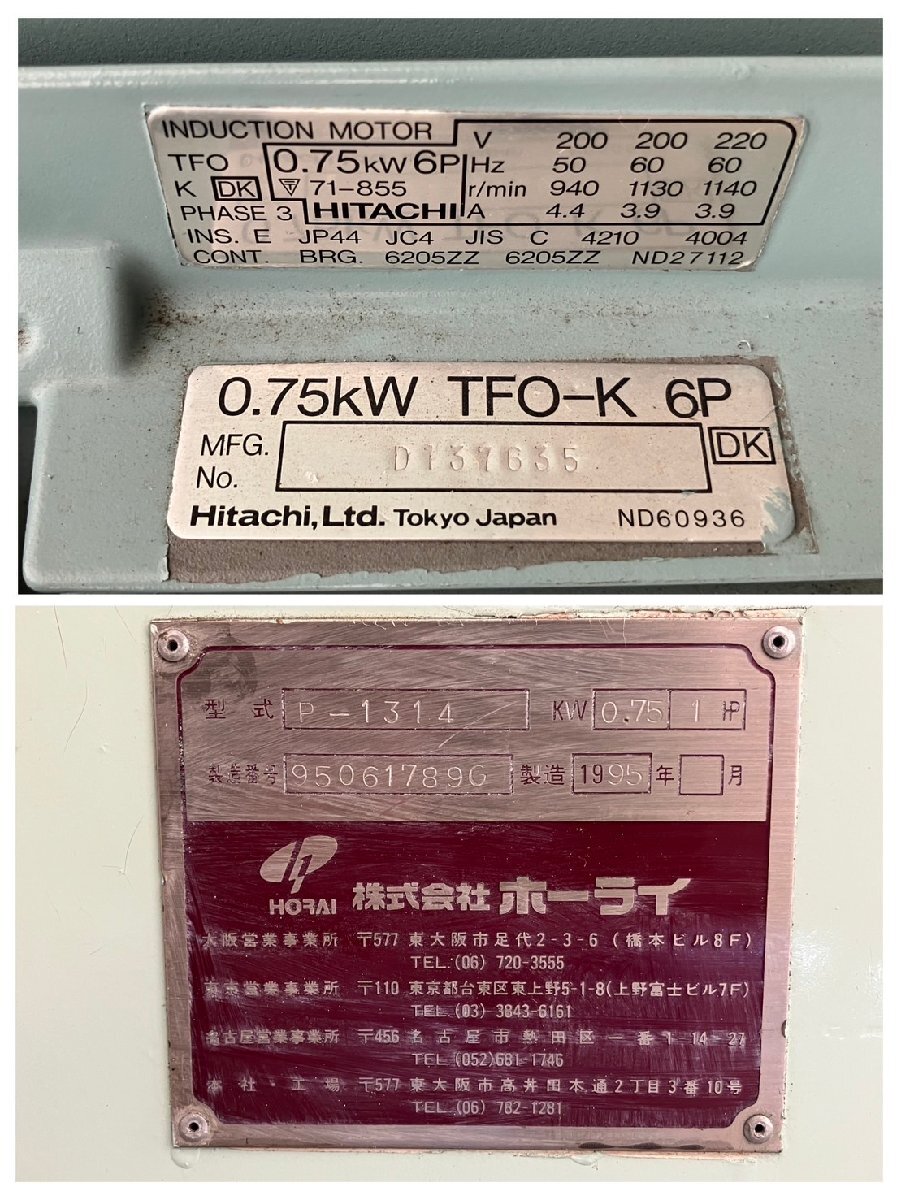 INDUCTION MOTOR V 200 200 220
TFO 0.75kW 6P Hz 50 60 60
K DK 71-855 r/min 940 1130 1140
PHASE 3 HITACHI A 4.4 3.9 3.9
INS. E JP44 JC4 JIS C 4210 4004
CONT. BRG. 6205ZZ 6205ZZ ND27112
0.75kW TFO-K 6P
MFG. No. DK
Hitachi, Ltd. Tokyo Japan ND60936
型式 P-1314 KW 0.75 1 HP
製造番号 製造 1995年 月
HORAI 株式会社 ホーライ
大阪営業事業所 〒577 東大阪市足代2-3-6 (橋本ビル8F)
TEL.(06) 720-3555
東京営業事業所 〒110 東京都台東区東上野5-1-8(上野富士ビル7F)
TEL.(03) 3843-6161
名古屋営業事業所 〒456 名古屋市熱田区一番1-14-27
TEL.(052)681-1746
本社・工場 〒577 東大阪市高井田本通2丁目3番10号
TEL.(06) 782-1281